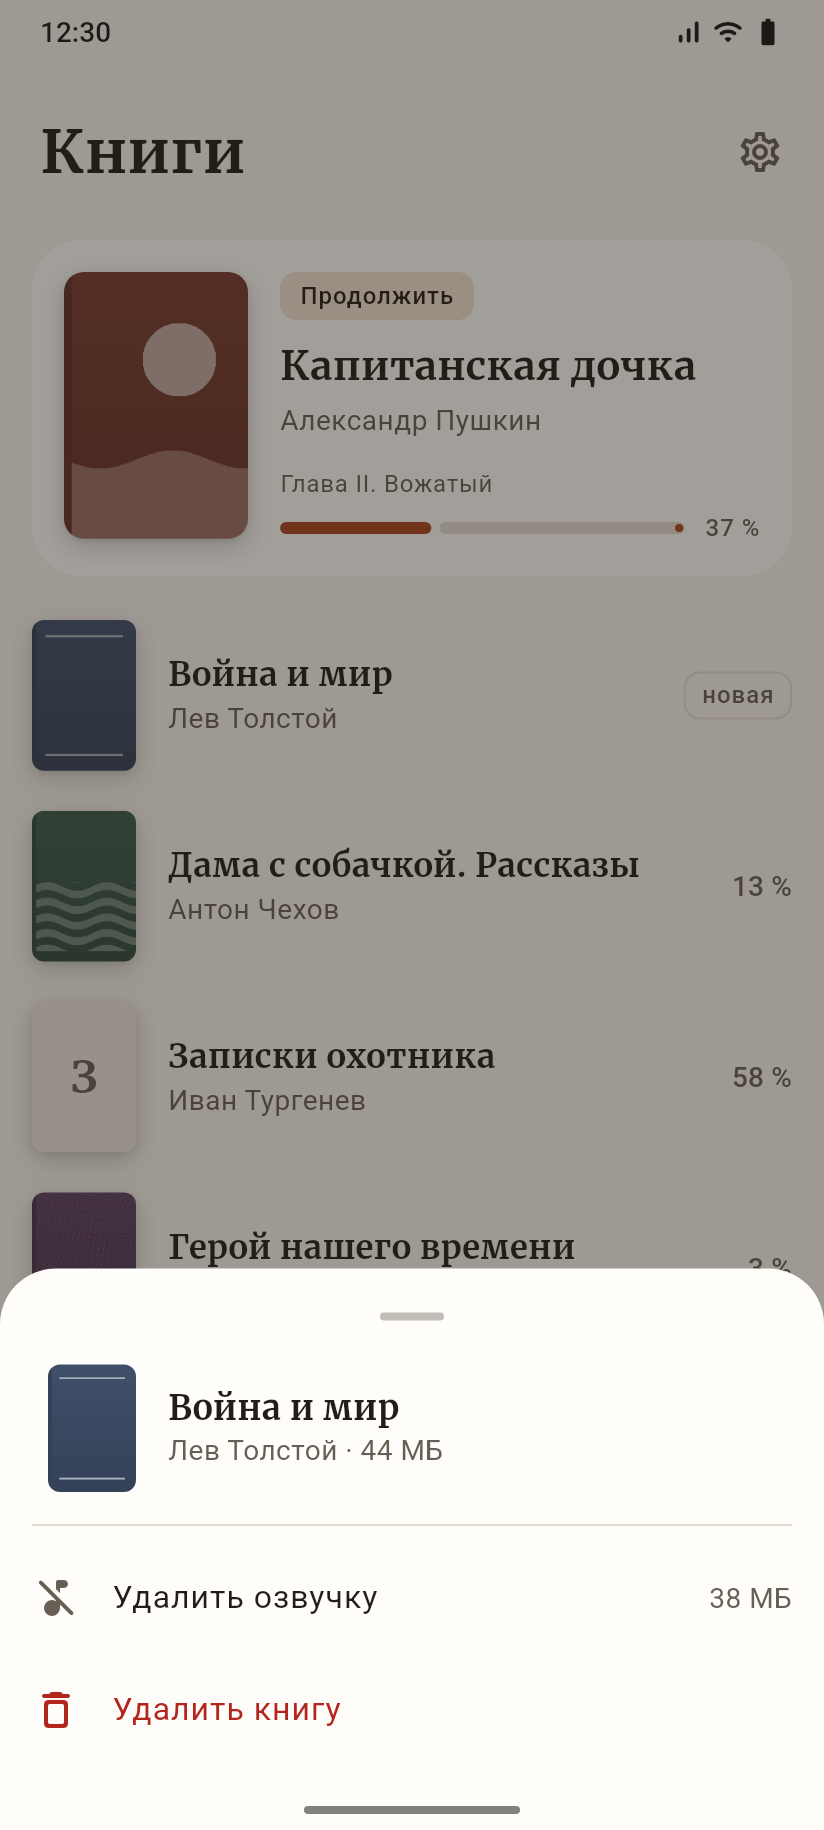 12:30
Книги
Продолжить
Капитанская дочка
Александр Пушкин
Глава II. Вожатый
37 %
Война и мир
Лев Толстой
новая
Дама с собачкой. Рассказы
Антон Чехов
13 %
З
Записки охотника
Иван Тургенев
58 %
Герой нашего времени
3 %
Война и мир
Лев Толстой · 44 МБ
Удалить озвучку
38 МБ
Удалить книгу